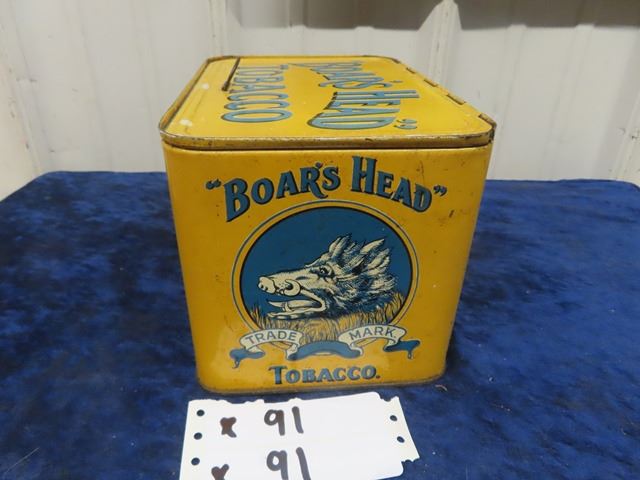 "BOAR'S HEAD"
TOBACCO
"BOAR'S HEAD"
TRADE MARK
TOBACCO.
x 91
x 91